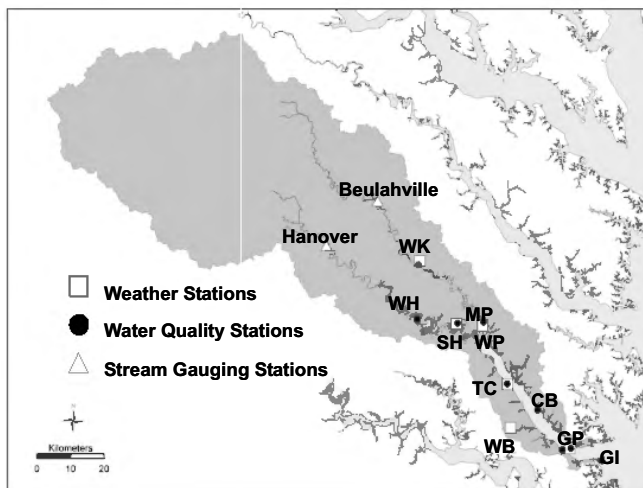 Beulahville
Hanover
WK
Weather Stations
WH
MP
Water Quality Stations
SH
WP
Stream Gauging Stations
TC
CB
WB
GP
GI
N
Kilometers
0 10 20